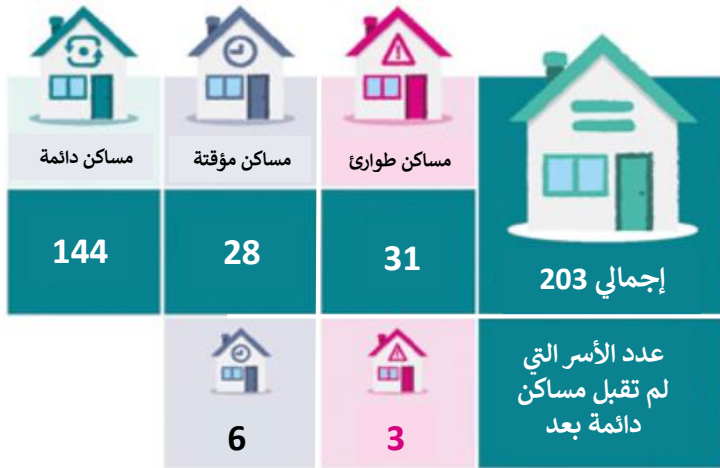 مساكن طوارئ
مساكن مؤقتة
مساكن دائمة
إجمالي 203
31
28
144
عدد الأسر التي
لم تقبل مساكن
دائمة بعد
3
6